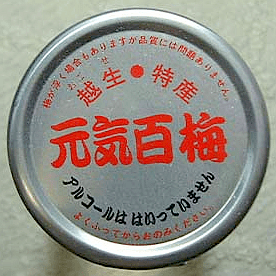 梅が浮く場合もありますが品質には問題ありません。
おごせ
越生●特産
元気百梅
アルコールは はいっていません
よくふってからおのみください。